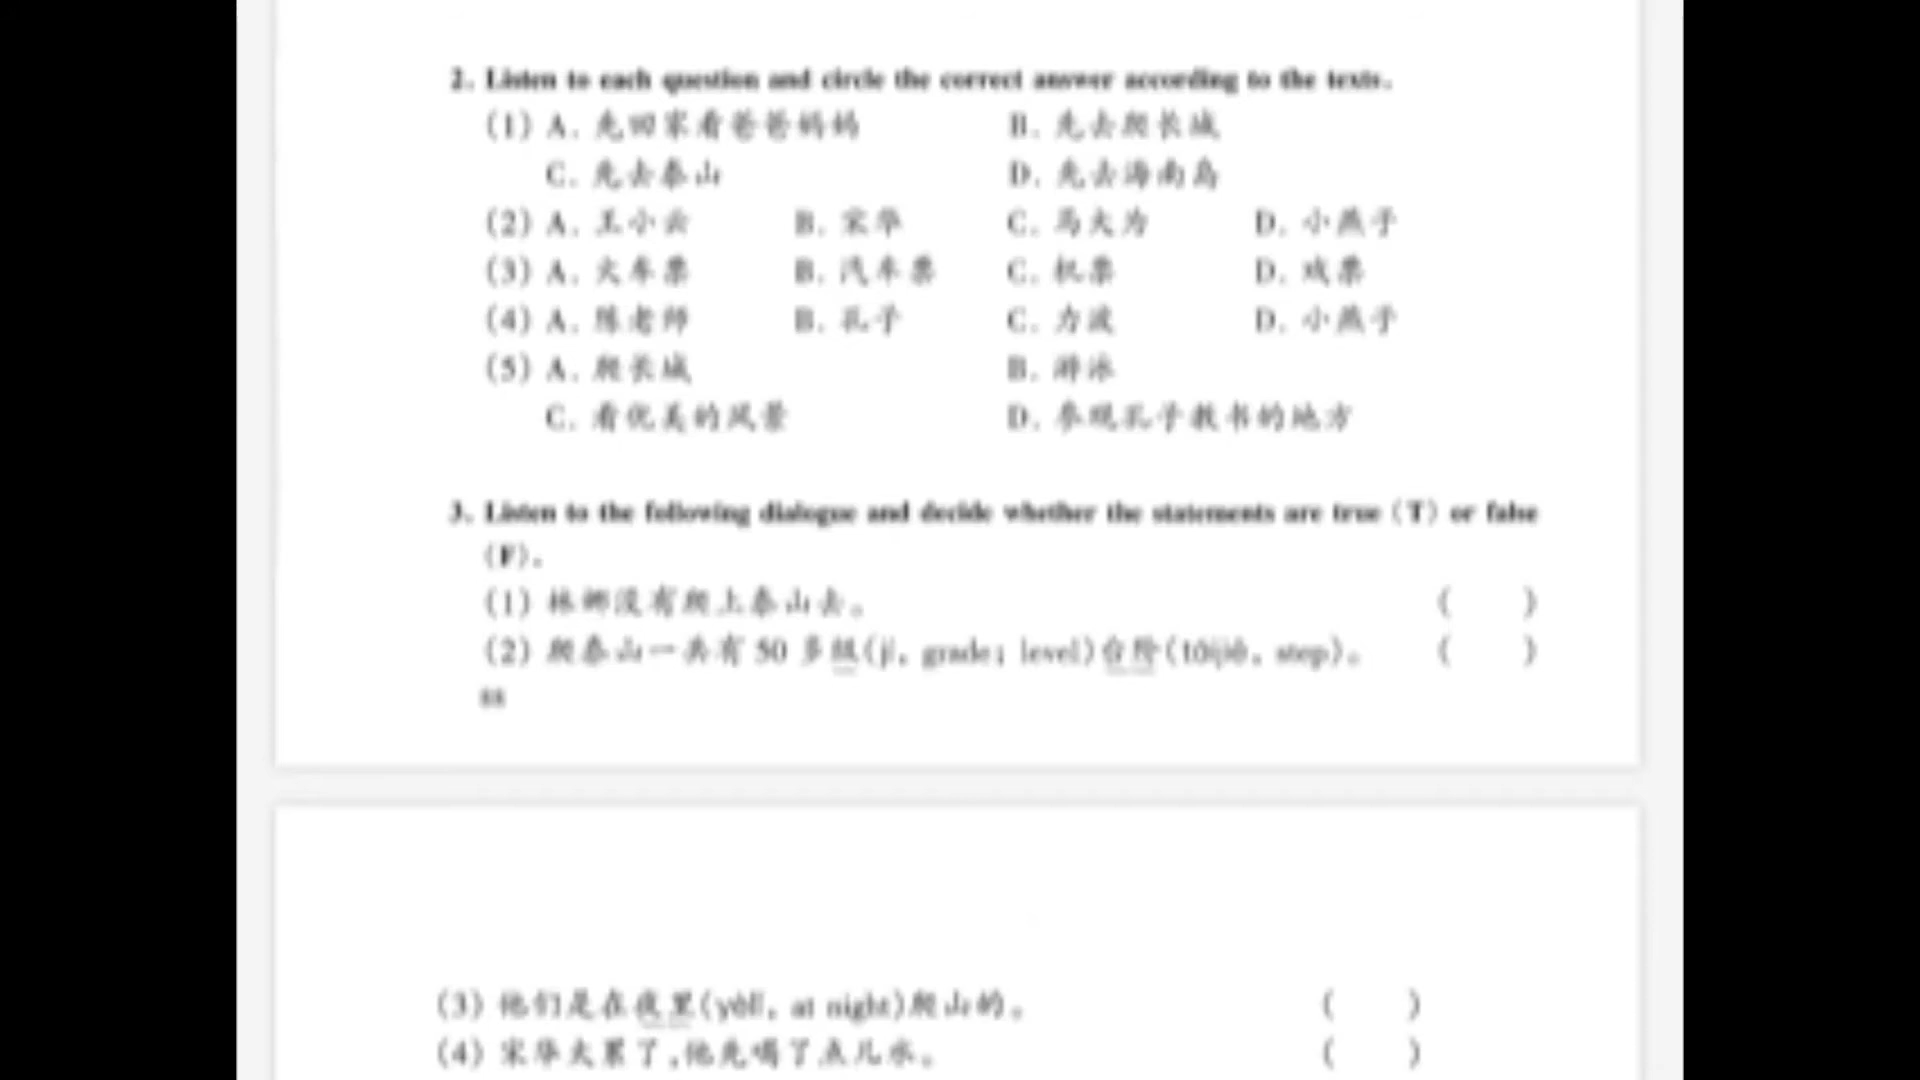 2. Listen to each question and circle the correct answer according to the texts.
(1) A. 先回家看爸爸妈妈 B. 先去爬长城
C. 先去泰山 D. 先去海南岛
(2) A. 王小云 B. 宋华 C. 马大为 D. 小燕子
(3) A. 火车票 B. 汽车票 C. 机票 D. 戏票
(4) A. 陈老师 B. 孔子 C. 力波 D. 小燕子
(5) A. 爬长城 B. 游泳
C. 看优美的风景 D. 参观孔子教书的地方
3. Listen to the following dialogue and decide whether the statements are true (T) or false
(F).
(1) 林娜没有爬上泰山去。 ( )
(2) 爬泰山一共有 50 多级(jí, grade; level)台阶(táijiē, step)。 ( )
88
(3) 他们是在夜里(yèlǐ, at night)爬山的。 ( )
(4) 宋华太累了,他先喝了点儿水。 ( )